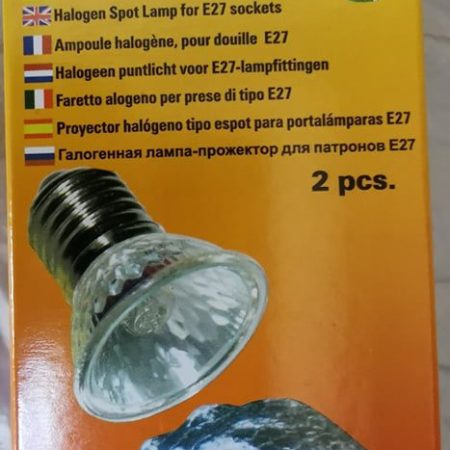 Halogen Spot Lamp for E27 sockets
Ampoule halogène, pour douille E27
Halogeen puntlicht voor E27-lampfittingen
Faretto alogeno per prese di tipo E27
Proyector halógeno tipo espot para portalámparas E27
Галогенная лампа-прожектор для патронов E27
2 pcs.